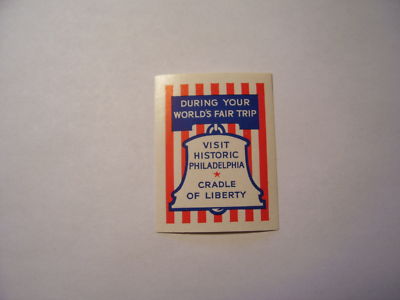 DURING YOUR
WORLD'S FAIR TRIP
VISIT
HISTORIC
PHILADELPHIA
★
CRADLE
OF LIBERTY